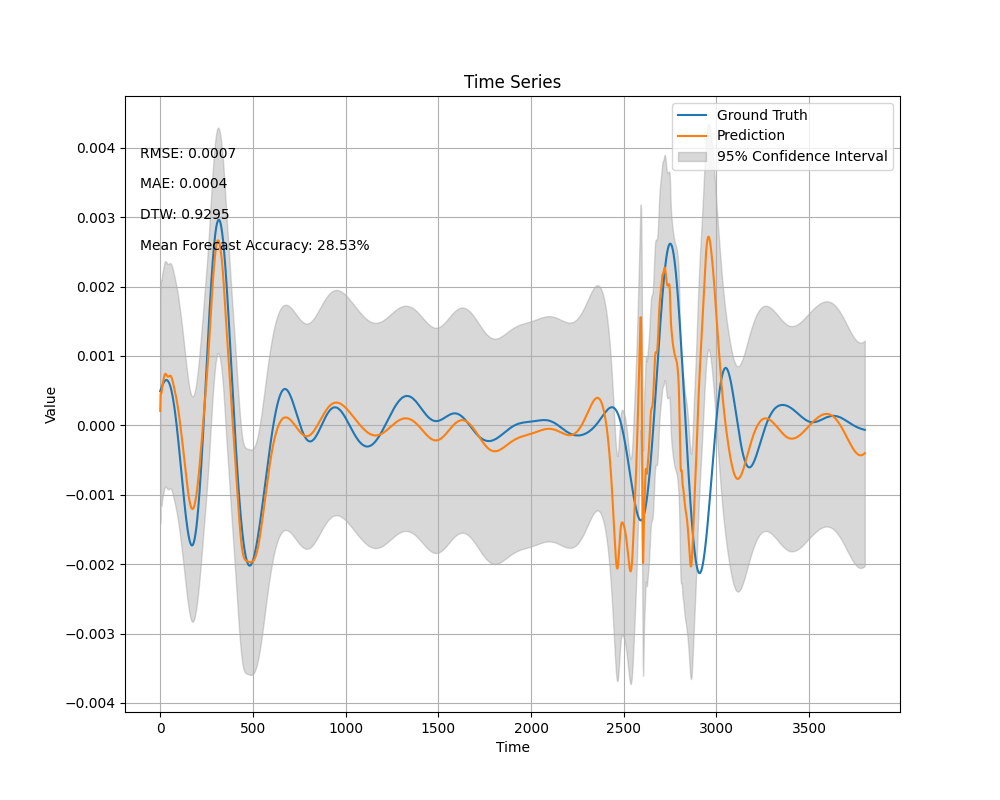 Time Series
Ground Truth
Prediction
95% Confidence Interval
RMSE: 0.0007
MAE: 0.0004
DTW: 0.9295
Mean Forecast Accuracy: 28.53%
0.004
0.003
0.002
0.001
0.000
−0.001
−0.002
−0.003
−0.004
Value
0 500 1000 1500 2000 2500 3000 3500
Time